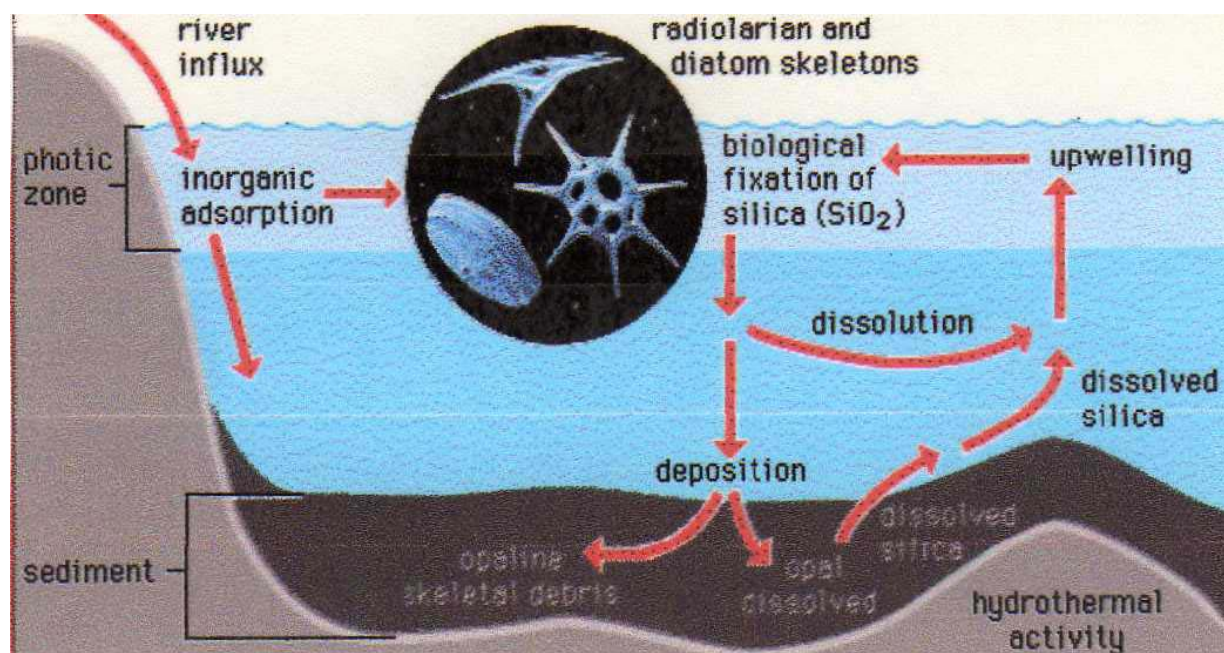 river
influx
radiolarian and
diatom skeletons
photic
zone
inorganic
adsorption
biological
fixation of
silica (SiO₂)
upwelling
dissolution
dissolved
silica
deposition
sediment
opaline
skeletal debris
opal
dissolved
dissolved
silica
hydrothermal
activity